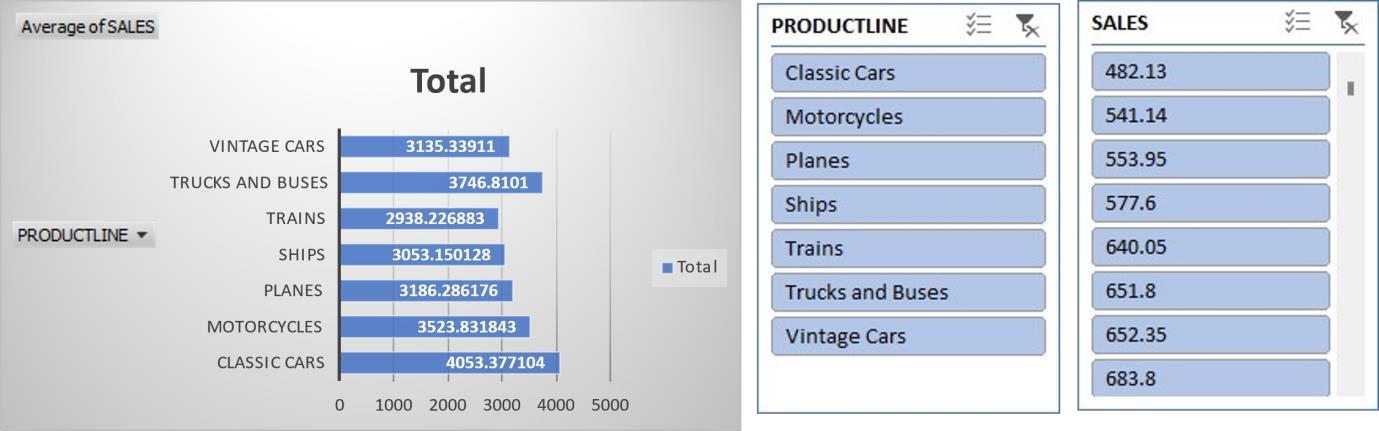 Average of SALES
Total
VINTAGE CARS 3135.33911
TRUCKS AND BUSES 3746.8101
TRAINS 2938.226883
SHIPS 3053.150128
PLANES 3186.286176
MOTORCYCLES 3523.831843
CLASSIC CARS 4053.377104
0 1000 2000 3000 4000 5000
PRODUCTLINE
Total
PRODUCTLINE
Classic Cars
Motorcycles
Planes
Ships
Trains
Trucks and Buses
Vintage Cars
SALES
482.13
541.14
553.95
577.6
640.05
651.8
652.35
683.8